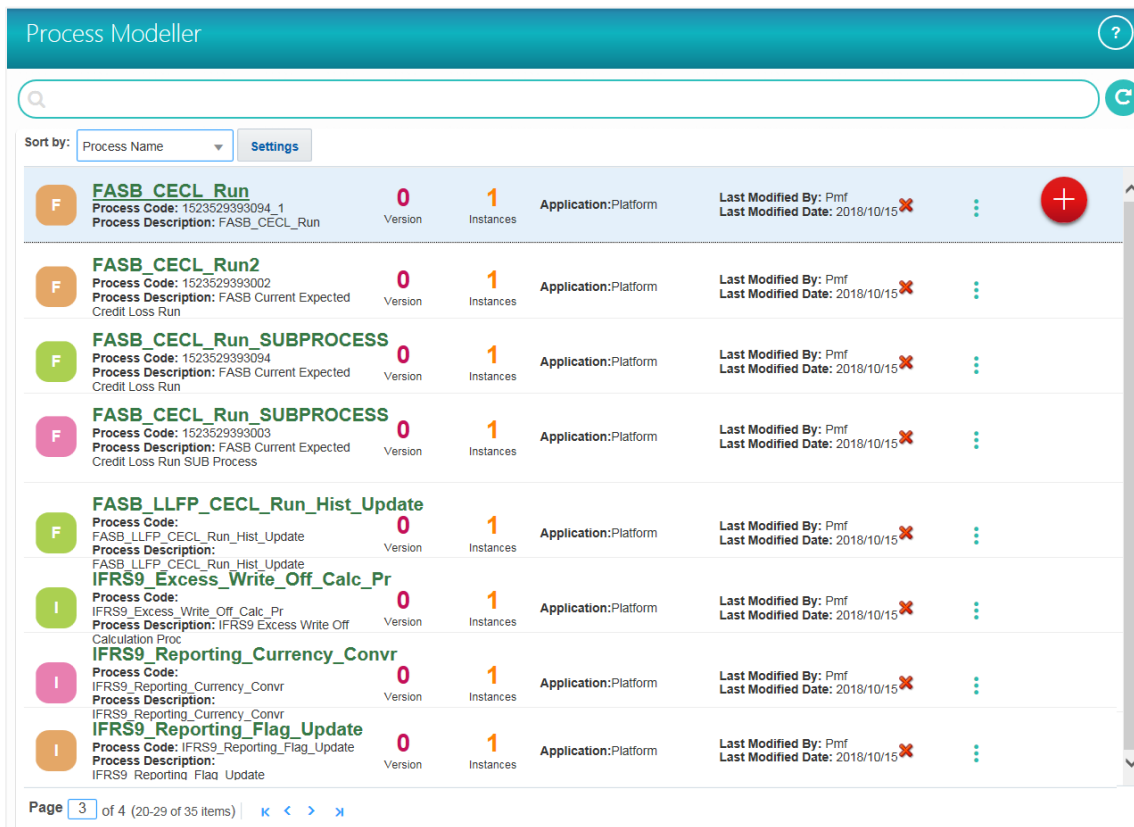 Process Modeller
?
Sort by: Process Name Settings
F
FASB_CECL_Run
Process Code: 1523529393094_1
Process Description: FASB_CECL_Run
0
Version
1
Instances
Application:Platform
Last Modified By: Pmf
Last Modified Date: 2018/10/15
F
FASB_CECL_Run2
Process Code: 1523529393002
Process Description: FASB Current Expected
Credit Loss Run
0
Version
1
Instances
Application:Platform
Last Modified By: Pmf
Last Modified Date: 2018/10/15
F
FASB_CECL_Run_SUBPROCESS
Process Code: 1523529393094
Process Description: FASB Current Expected
Credit Loss Run
0
Version
1
Instances
Application:Platform
Last Modified By: Pmf
Last Modified Date: 2018/10/15
F
FASB_CECL_Run_SUBPROCESS
Process Code: 1523529393003
Process Description: FASB Current Expected
Credit Loss Run SUB Process
0
Version
1
Instances
Application:Platform
Last Modified By: Pmf
Last Modified Date: 2018/10/15
F
FASB_LLFP_CECL_Run_Hist_Update
Process Code:
FASB_LLFP_CECL_Run_Hist_Update
Process Description:
FASB_LLFP_CECL_Run_Hist_Update
0
Version
1
Instances
Application:Platform
Last Modified By: Pmf
Last Modified Date: 2018/10/15
I
IFRS9_Excess_Write_Off_Calc_Pr
Process Code:
IFRS9_Excess_Write_Off_Calc_Pr
Process Description: IFRS9 Excess Write Off
Calculation Proc
0
Version
1
Instances
Application:Platform
Last Modified By: Pmf
Last Modified Date: 2018/10/15
I
IFRS9_Reporting_Currency_Convr
Process Code:
IFRS9_Reporting_Currency_Convr
Process Description:
IFRS9_Reporting_Currency_Convr
0
Version
1
Instances
Application:Platform
Last Modified By: Pmf
Last Modified Date: 2018/10/15
I
IFRS9_Reporting_Flag_Update
Process Code: IFRS9_Reporting_Flag_Update
Process Description:
IFRS9_Reporting_Flag_Update
0
Version
1
Instances
Application:Platform
Last Modified By: Pmf
Last Modified Date: 2018/10/15
Page 3 of 4 (20-29 of 35 items)